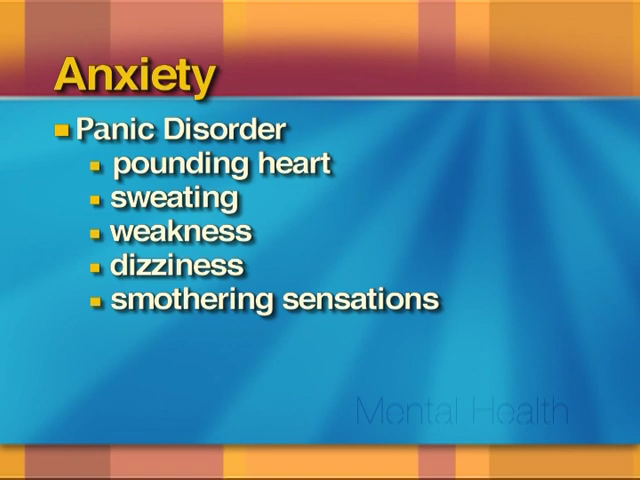 Anxiety
Panic Disorder
pounding heart
sweating
weakness
dizziness
smothering sensations
Mental Health